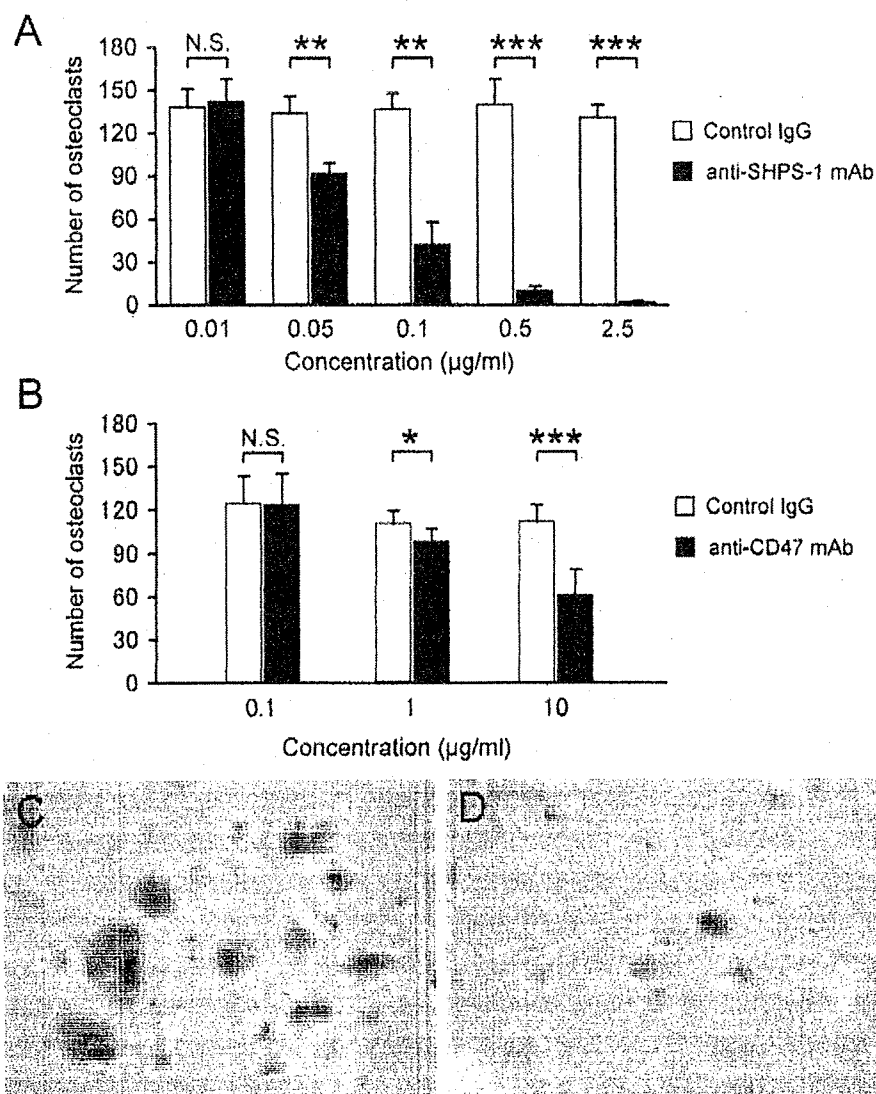 A
N.S. ** ** *** ***
180
150
120
90
60
30
0
Number of osteoclasts
0.01 0.05 0.1 0.5 2.5
Concentration (µg/ml)
Control IgG
anti-SHPS-1 mAb
B
N.S. * ***
180
150
120
90
60
30
0
Number of osteoclasts
0.1 1 10
Concentration (µg/ml)
Control IgG
anti-CD47 mAb
C
D